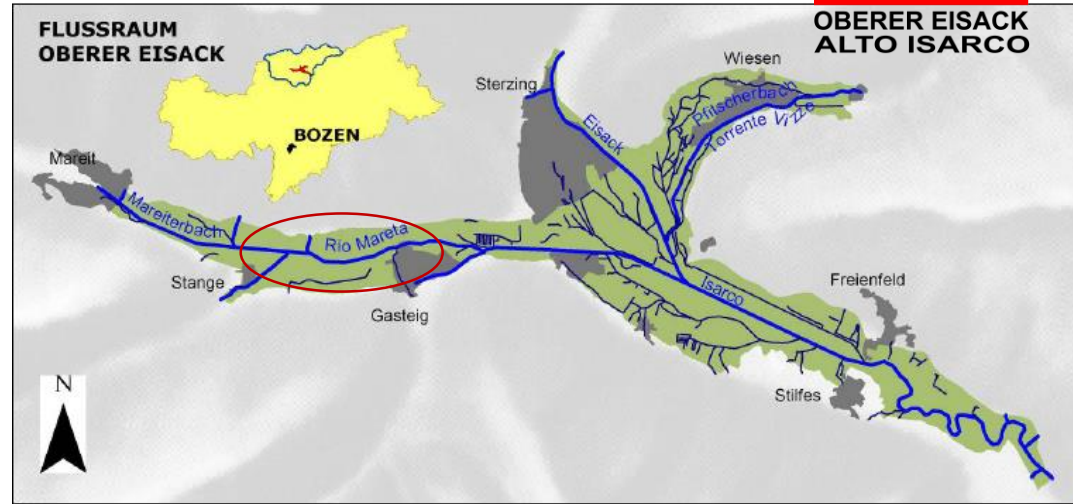 FLUSSRAUM
OBERER EISACK
OBERER EISACK
ALTO ISARCO
BOZEN
Wiesen
Sterzing
Pfitscherbach
Torrente Vizze
Eisack
Mareit
Mareiterbach
Rio Mareta
Stange
Gasteig
Isarco
Freienfeld
Stilfes
N